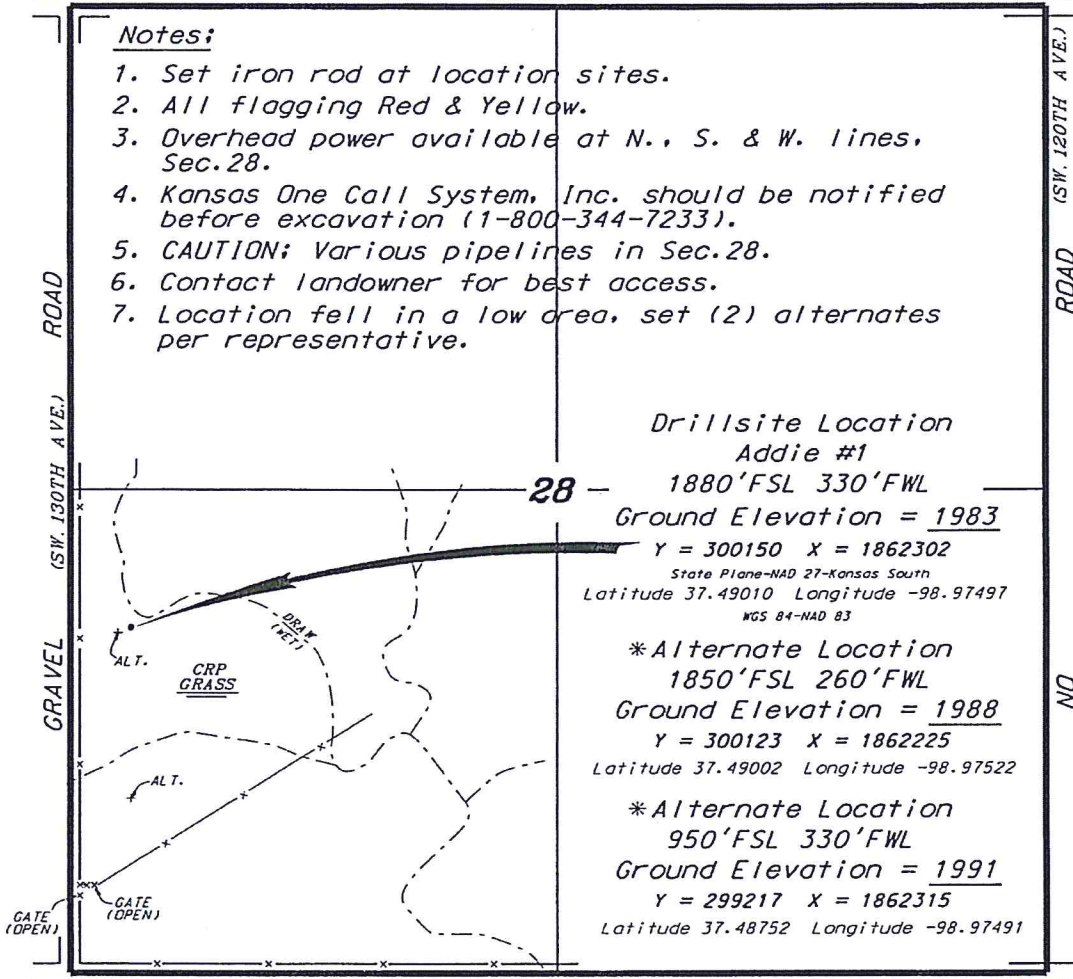 Notes:
1. Set iron rod at location sites.
2. All flagging Red & Yellow.
3. Overhead power available at N., S. & W. lines,
Sec.28.
4. Kansas One Call System, Inc. should be notified
before excavation (1-800-344-7233).
5. CAUTION: Various pipelines in Sec.28.
6. Contact landowner for best access.
7. Location fell in a low area, set (2) alternates
per representative.
GRAVEL (SW. 130TH AVE.) ROAD
NO ROAD (SW. 120TH AVE.)
28
Drillsite Location
Addie #1
1880'FSL 330'FWL
Ground Elevation = 1983
Y = 300150 X = 1862302
State Plane-NAD 27-Kansas South
Latitude 37.49010 Longitude -98.97497
WGS 84-NAD 83
*Alternate Location
1850'FSL 260'FWL
Ground Elevation = 1988
Y = 300123 X = 1862225
Latitude 37.49002 Longitude -98.97522
*Alternate Location
950'FSL 330'FWL
Ground Elevation = 1991
Y = 299217 X = 1862315
Latitude 37.48752 Longitude -98.97491
DRAW
(WET)
ALT.
CRP
GRASS
ALT.
GATE
(OPEN)
GATE
(OPEN)